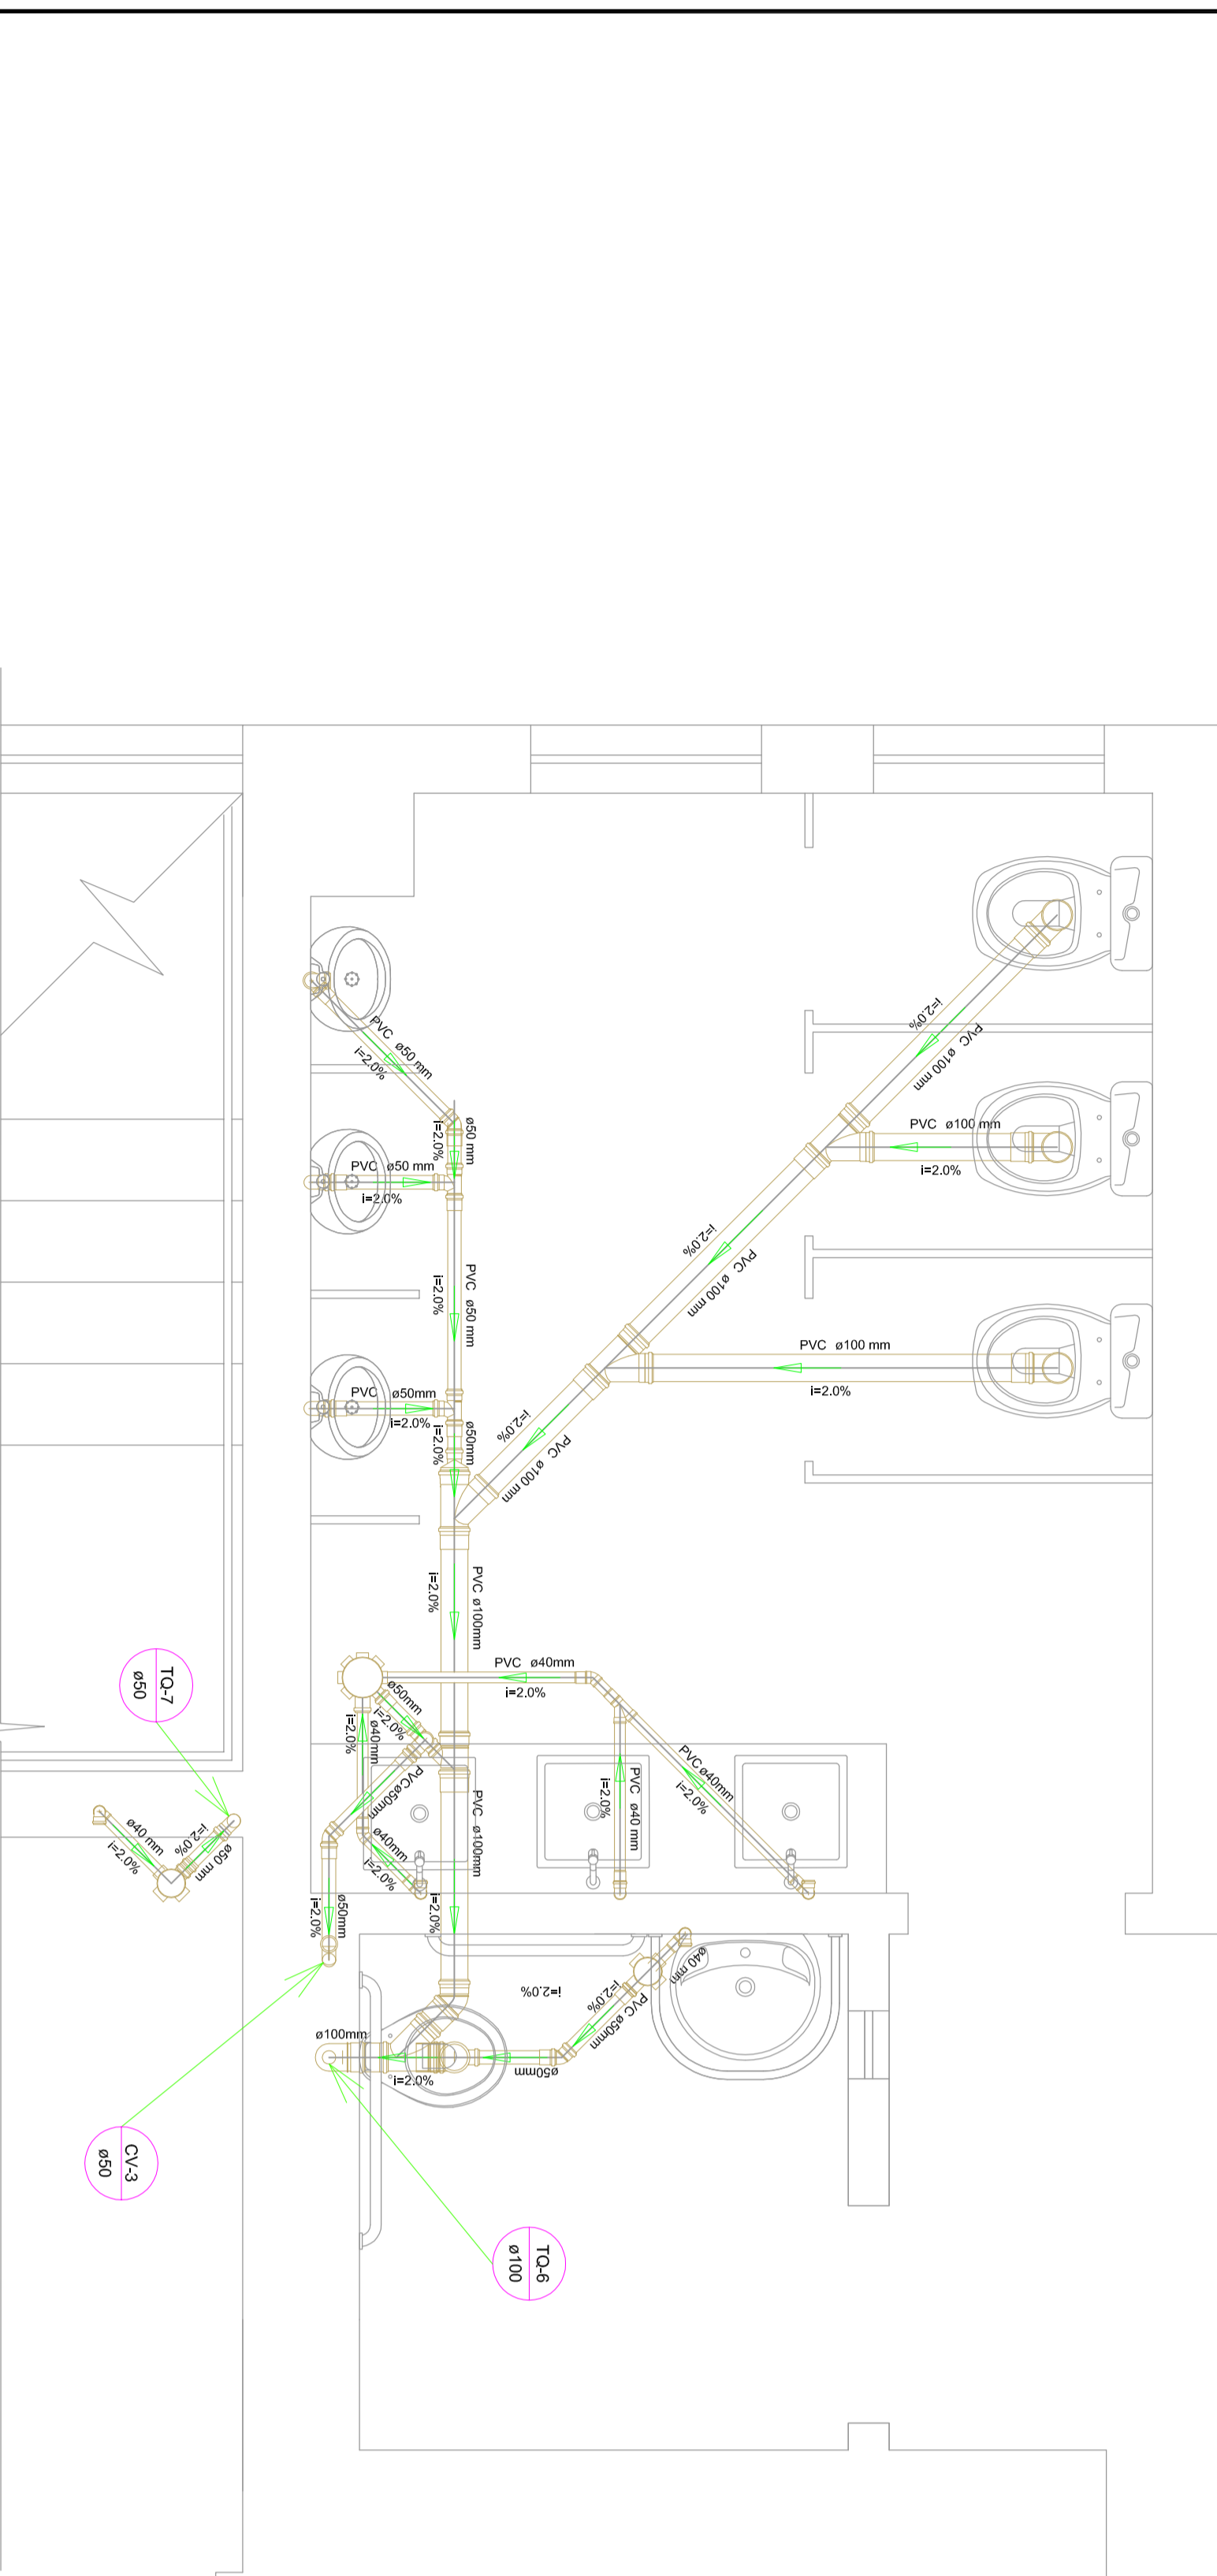 i=2.0%
PVC ø100 mm
PVC ø100 mm
i=2.0%
PVC ø50 mm
i=2.0%
ø50 mm
i=2.0%
PVC ø50 mm
i=2.0%
i=2.0%
PVC ø100 mm
PVC ø50 mm
i=2.0%
PVC ø100 mm
i=2.0%
PVC ø50mm
i=2.0%
ø50mm
i=2.0%
i=2.0%
PVC ø100 mm
PVC ø100mm
i=2.0%
PVC ø40mm
i=2.0%
ø50mm
i=2.0%
ø40mm
i=2.0%
PVCø50mm
PVC ø40mm
i=2.0%
PVC ø40 mm
i=2.0%
TQ-7
ø50
PVC ø100mm
i=2.0%
ø40mm
i=2.0%
ø40 mm
i=2.0%
i=2.0%
ø50 mm
ø50mm
i=2.0%
ø40 mm
i=2.0%
i=2.0%
PVC ø50mm
ø100mm
i=2.0%
ø50mm
CV-3
ø50
TQ-6
ø100